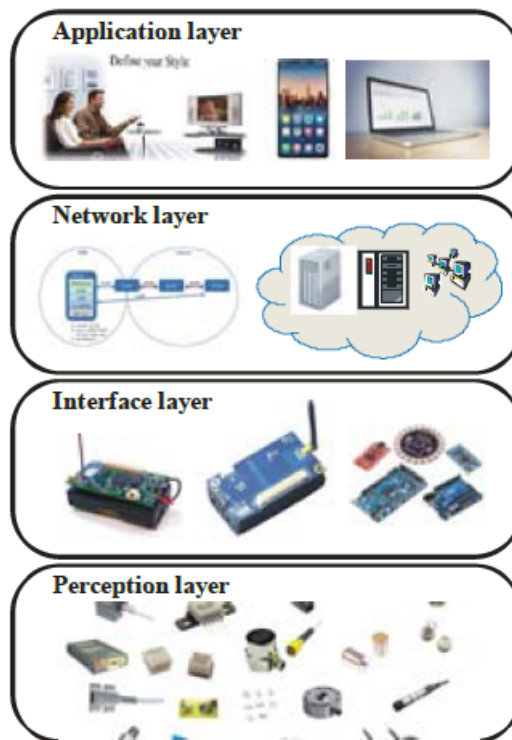 Application layer
Define your Style
Network layer
Interface layer
Perception layer